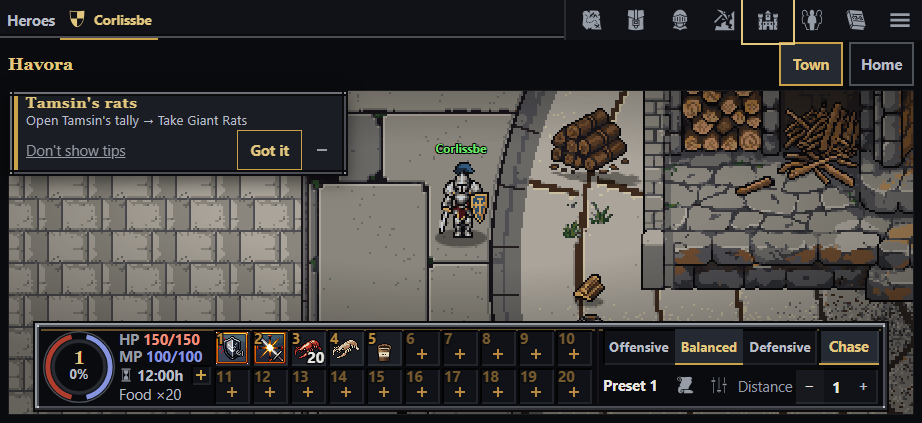 Heroes
Corlissbe
Havora
Town
Home
Tamsin's rats
Open Tamsin's tally → Take Giant Rats
Don't show tips
Got it
Corlissbe
1
0%
HP 150/150
MP 100/100
12:00h +
Food ×20
1 2 3 4 5 6 7 8 9 10
20
+ + + + +
11 12 13 14 15 16 17 18 19 20
+ + + + + + + + + +
Offensive Balanced Defensive Chase
Preset 1 Distance − 1 +